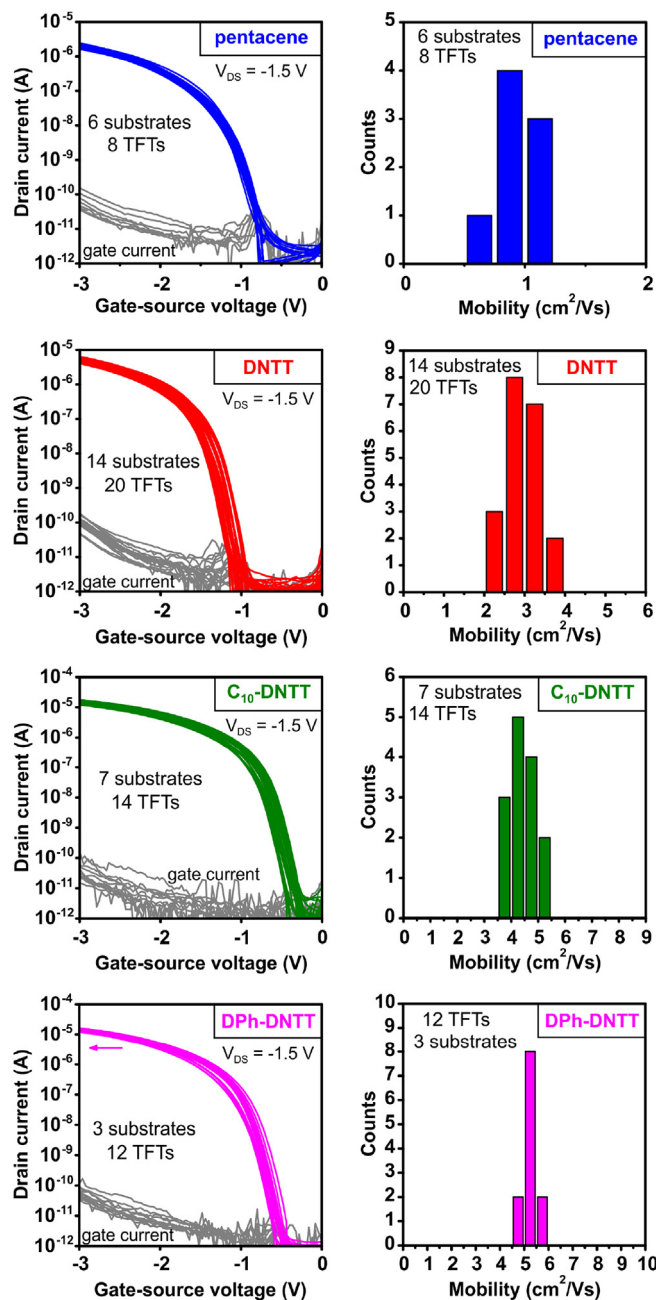 pentacene
V_DS = -1.5 V
6 substrates
8 TFTs
gate current
Drain current (A)
10^-5
10^-6
10^-7
10^-8
10^-9
10^-10
10^-11
10^-12
-3 -2 -1 0
Gate-source voltage (V)
6 substrates
8 TFTs
pentacene
Counts
5
4
3
2
1
0
0 1 2
Mobility (cm²/Vs)
DNTT
V_DS = -1.5 V
14 substrates
20 TFTs
gate current
Drain current (A)
10^-5
10^-6
10^-7
10^-8
10^-9
10^-10
10^-11
10^-12
-3 -2 -1 0
Gate-source voltage (V)
14 substrates
20 TFTs
DNTT
Counts
9
8
7
6
5
4
3
2
1
0
0 1 2 3 4 5 6
Mobility (cm²/Vs)
C₁₀-DNTT
V_DS = -1.5 V
7 substrates
14 TFTs
gate current
Drain current (A)
10^-4
10^-5
10^-6
10^-7
10^-8
10^-9
10^-10
10^-11
10^-12
-3 -2 -1 0
Gate-source voltage (V)
7 substrates
14 TFTs
C₁₀-DNTT
Counts
6
5
4
3
2
1
0
0 1 2 3 4 5 6 7 8 9
Mobility (cm²/Vs)
DPh-DNTT
V_DS = -1.5 V
3 substrates
12 TFTs
gate current
Drain current (A)
10^-4
10^-5
10^-6
10^-7
10^-8
10^-9
10^-10
10^-11
10^-12
-3 -2 -1 0
Gate-source voltage (V)
12 TFTs
3 substrates
DPh-DNTT
Counts
10
9
8
7
6
5
4
3
2
1
0
0 1 2 3 4 5 6 7 8 9 10
Mobility (cm²/Vs)